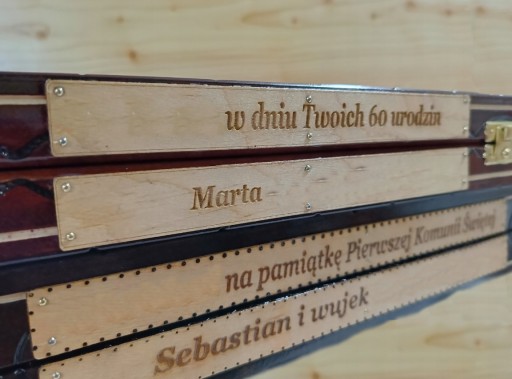 w dniu Twoich 60 urodzin
Marta
na pamiątkę Pierwszej Komunii Świętej
Sebastian i wujek